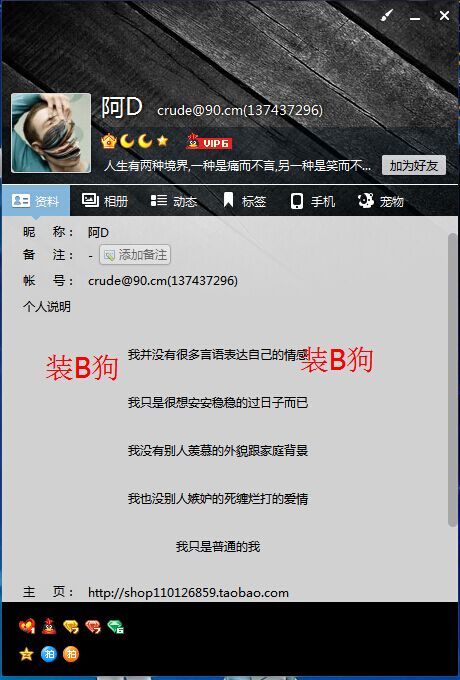 阿D crude@90.cm(137437296)
VIP6
人生有两种境界,一种是痛而不言,另一种是笑而不... 加为好友
资料 相册 动态 标签 手机 宠物
昵 称: 阿D
备 注: - 添加备注
帐 号: crude@90.cm(137437296)
个人说明
我并没有很多言语表达自己的情感
装B狗 装B狗
我只是很想安安稳稳的过日子而已
我没有别人羡慕的外貌跟家庭背景
我也没别人嫉妒的死缠烂打的爱情
我只是普通的我
主 页: http://shop110126859.taobao.com
拍 拍